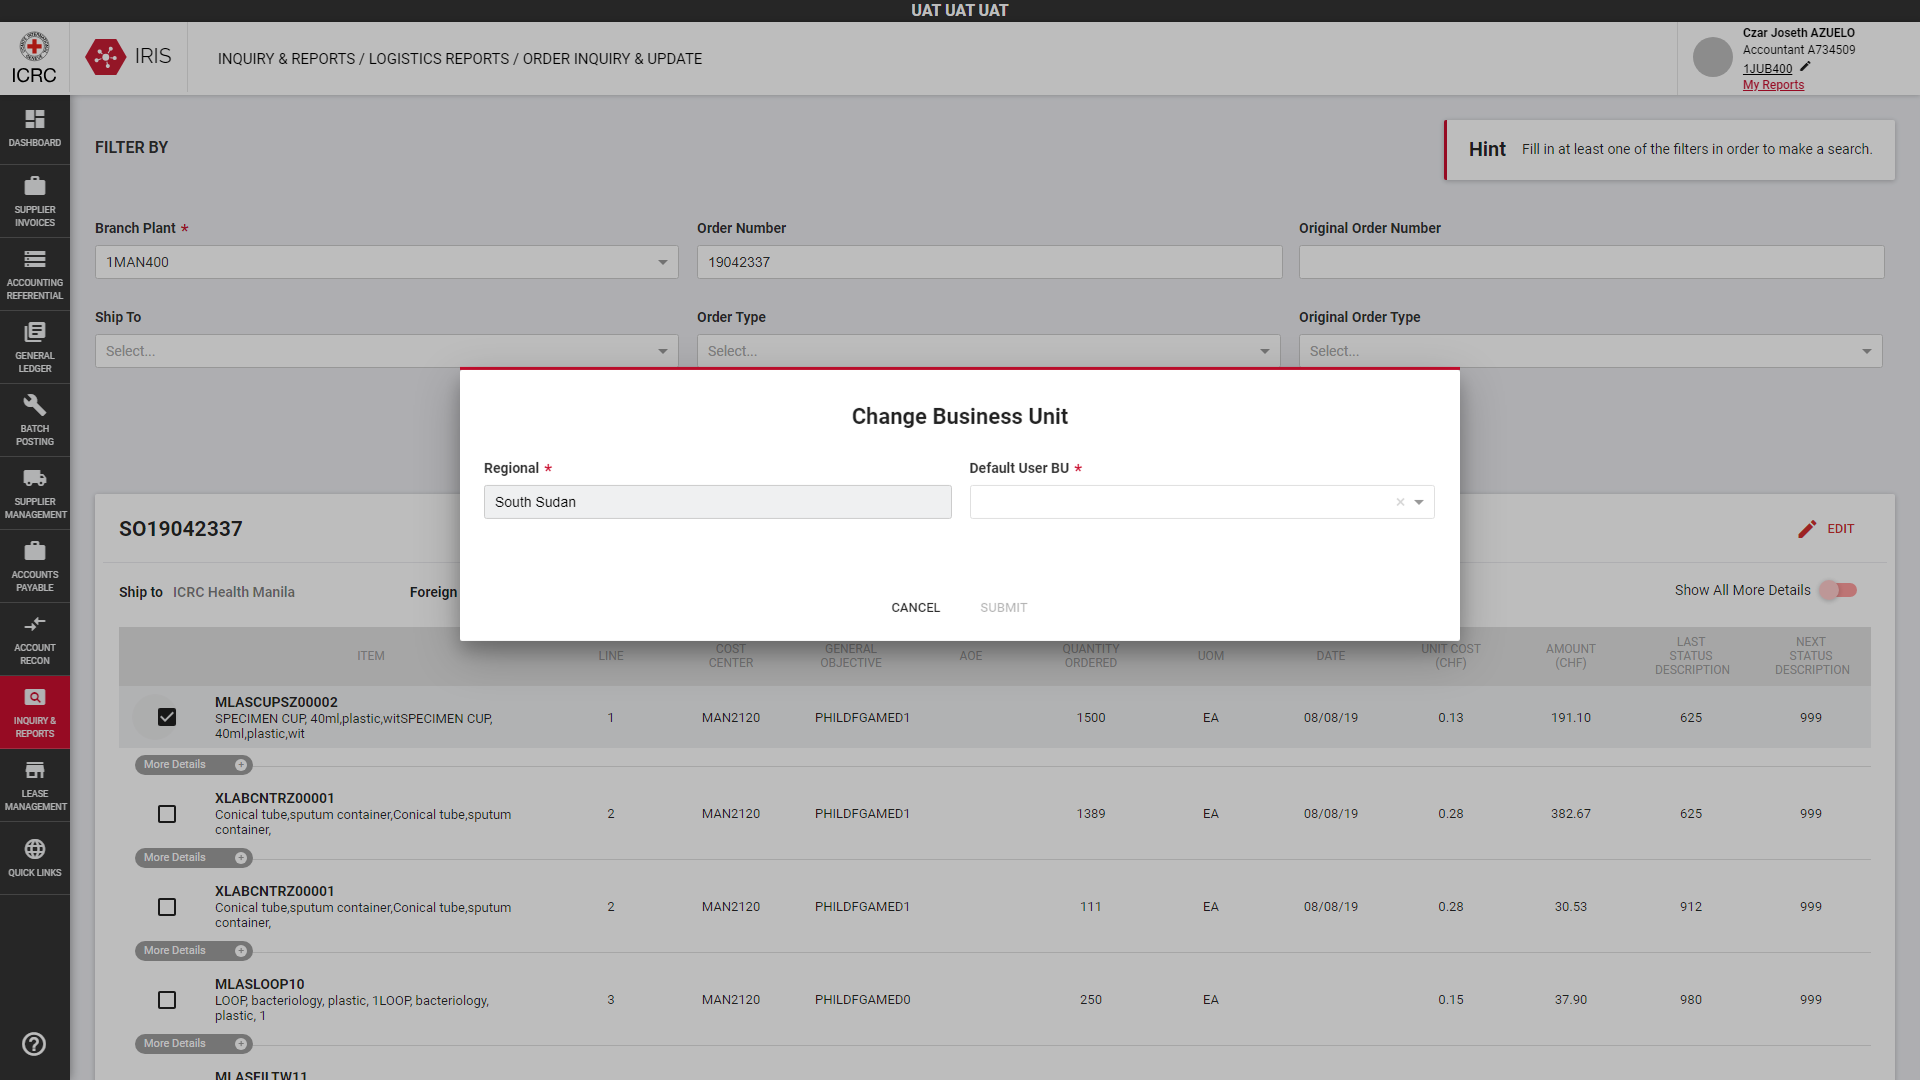 UAT UAT UAT
ICRC
IRIS
INQUIRY & REPORTS / LOGISTICS REPORTS / ORDER INQUIRY & UPDATE
Czar Joseth AZUELO
Accountant A734509
1JUB400
My Reports
DASHBOARD
SUPPLIER
INVOICES
ACCOUNTING
REFERENTIAL
GENERAL
LEDGER
BATCH
POSTING
SUPPLIER
MANAGEMENT
ACCOUNTS
PAYABLE
ACCOUNT
RECON
INQUIRY &
REPORTS
LEASE
MANAGEMENT
QUICK LINKS
FILTER BY
Hint Fill in at least one of the filters in order to make a search.
Branch Plant * Order Number Original Order Number
1MAN400 19042337
Ship To Order Type Original Order Type
Select... Select... Select...
Change Business Unit
Regional * Default User BU *
South Sudan
CANCEL SUBMIT
SO19042337 EDIT
Ship to ICRC Health Manila Foreign Show All More Details
ITEM LINE COST CENTER GENERAL OBJECTIVE AOE QUANTITY ORDERED UOM DATE UNIT COST (CHF) AMOUNT (CHF) LAST STATUS DESCRIPTION NEXT STATUS DESCRIPTION
MLASCUPSZ00002
SPECIMEN CUP, 40ml,plastic,witSPECIMEN CUP, 1 MAN2120 PHILDFGAMED1 1500 EA 08/08/19 0.13 191.10 625 999
40ml,plastic,wit
More Details
XLABCNTRZ00001
Conical tube,sputum container,Conical tube,sputum 2 MAN2120 PHILDFGAMED1 1389 EA 08/08/19 0.28 382.67 625 999
container,
More Details
XLABCNTRZ00001
Conical tube,sputum container,Conical tube,sputum 2 MAN2120 PHILDFGAMED1 111 EA 08/08/19 0.28 30.53 912 999
container,
More Details
MLASLOOP10
LOOP, bacteriology, plastic, 1LOOP, bacteriology, 3 MAN2120 PHILDFGAMED0 250 EA 0.15 37.90 980 999
plastic, 1
More Details
MLASFILTW11